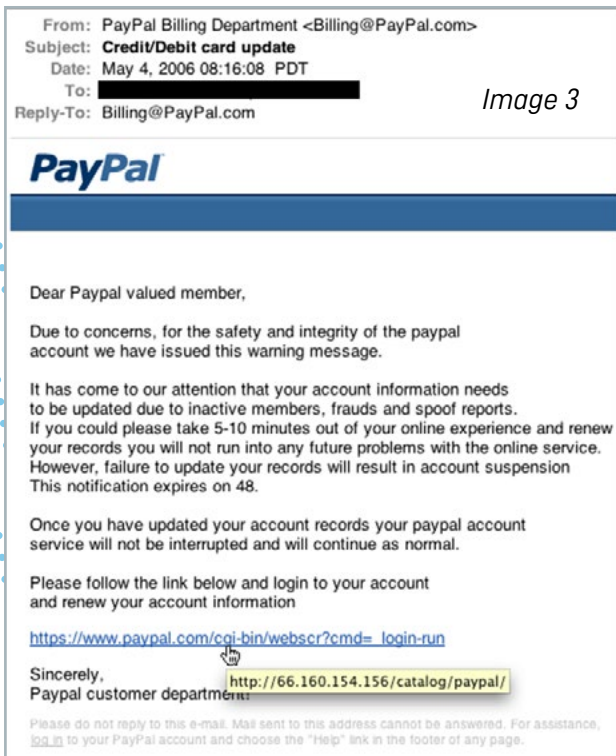 From: PayPal Billing Department <Billing@PayPal.com>
Subject: Credit/Debit card update
Date: May 4, 2006 08:16:08 PDT
To:
Image 3
Reply-To: Billing@PayPal.com
PayPal
Dear Paypal valued member,
Due to concerns, for the safety and integrity of the paypal
account we have issued this warning message.
It has come to our attention that your account information needs
to be updated due to inactive members, frauds and spoof reports.
If you could please take 5-10 minutes out of your online experience and renew
your records you will not run into any future problems with the online service.
However, failure to update your records will result in account suspension
This notification expires on 48.
Once you have updated your account records your paypal account
service will not be interrupted and will continue as normal.
Please follow the link below and login to your account
and renew your account information
https://www.paypal.com/cgi-bin/webscr?cmd=_login-run
Sincerely,
Paypal customer department!
http://66.160.154.156/catalog/paypal/
Please do not reply to this e-mail. Mail sent to this address cannot be answered. For assistance,
log in to your PayPal account and choose the "Help" link in the footer of any page.